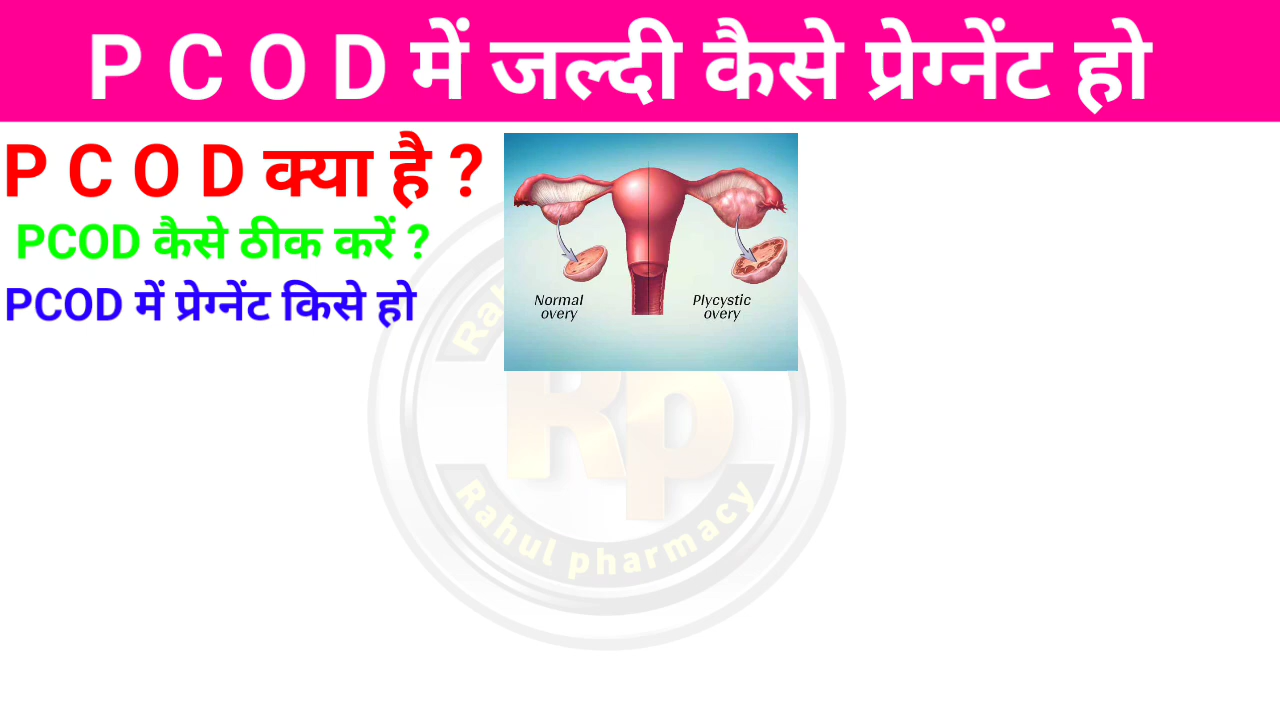 P C O D में जल्दी कैसे प्रेग्नेंट हो
P C O D क्या है ?
PCOD कैसे ठीक करें ?
PCOD में प्रेग्नेंट किसे हो
Normal
overy
Plycystic
overy
Rp
Rahul pharmacy